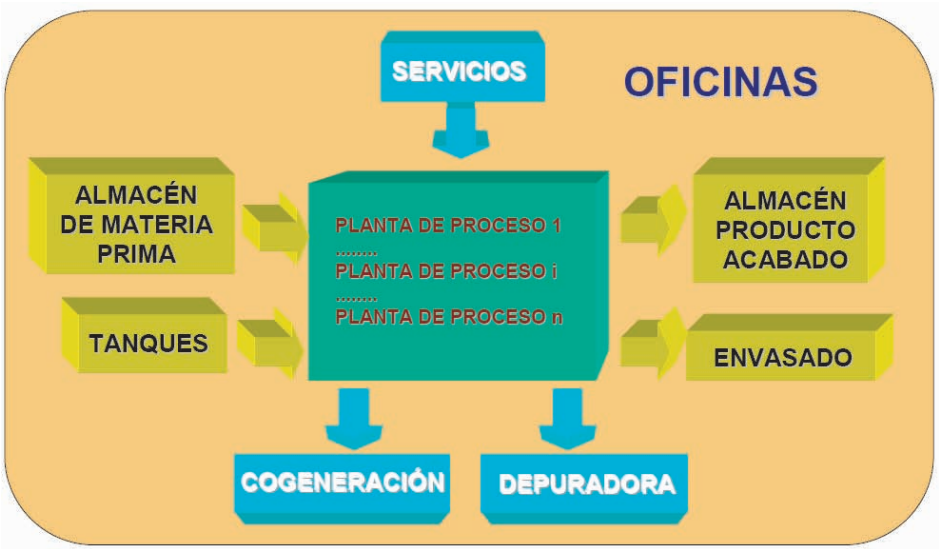 SERVICIOS
OFICINAS
ALMACÉN
DE MATERIA
PRIMA
TANQUES
PLANTA DE PROCESO 1
........
PLANTA DE PROCESO i
........
PLANTA DE PROCESO n
ALMACÉN
PRODUCTO
ACABADO
ENVASADO
COGENERACIÓN
DEPURADORA